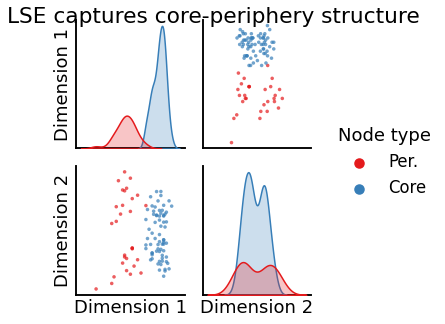 LSE captures core-periphery structure
Dimension 1
Dimension 2
Dimension 1
Dimension 2
Node type
Per.
Core